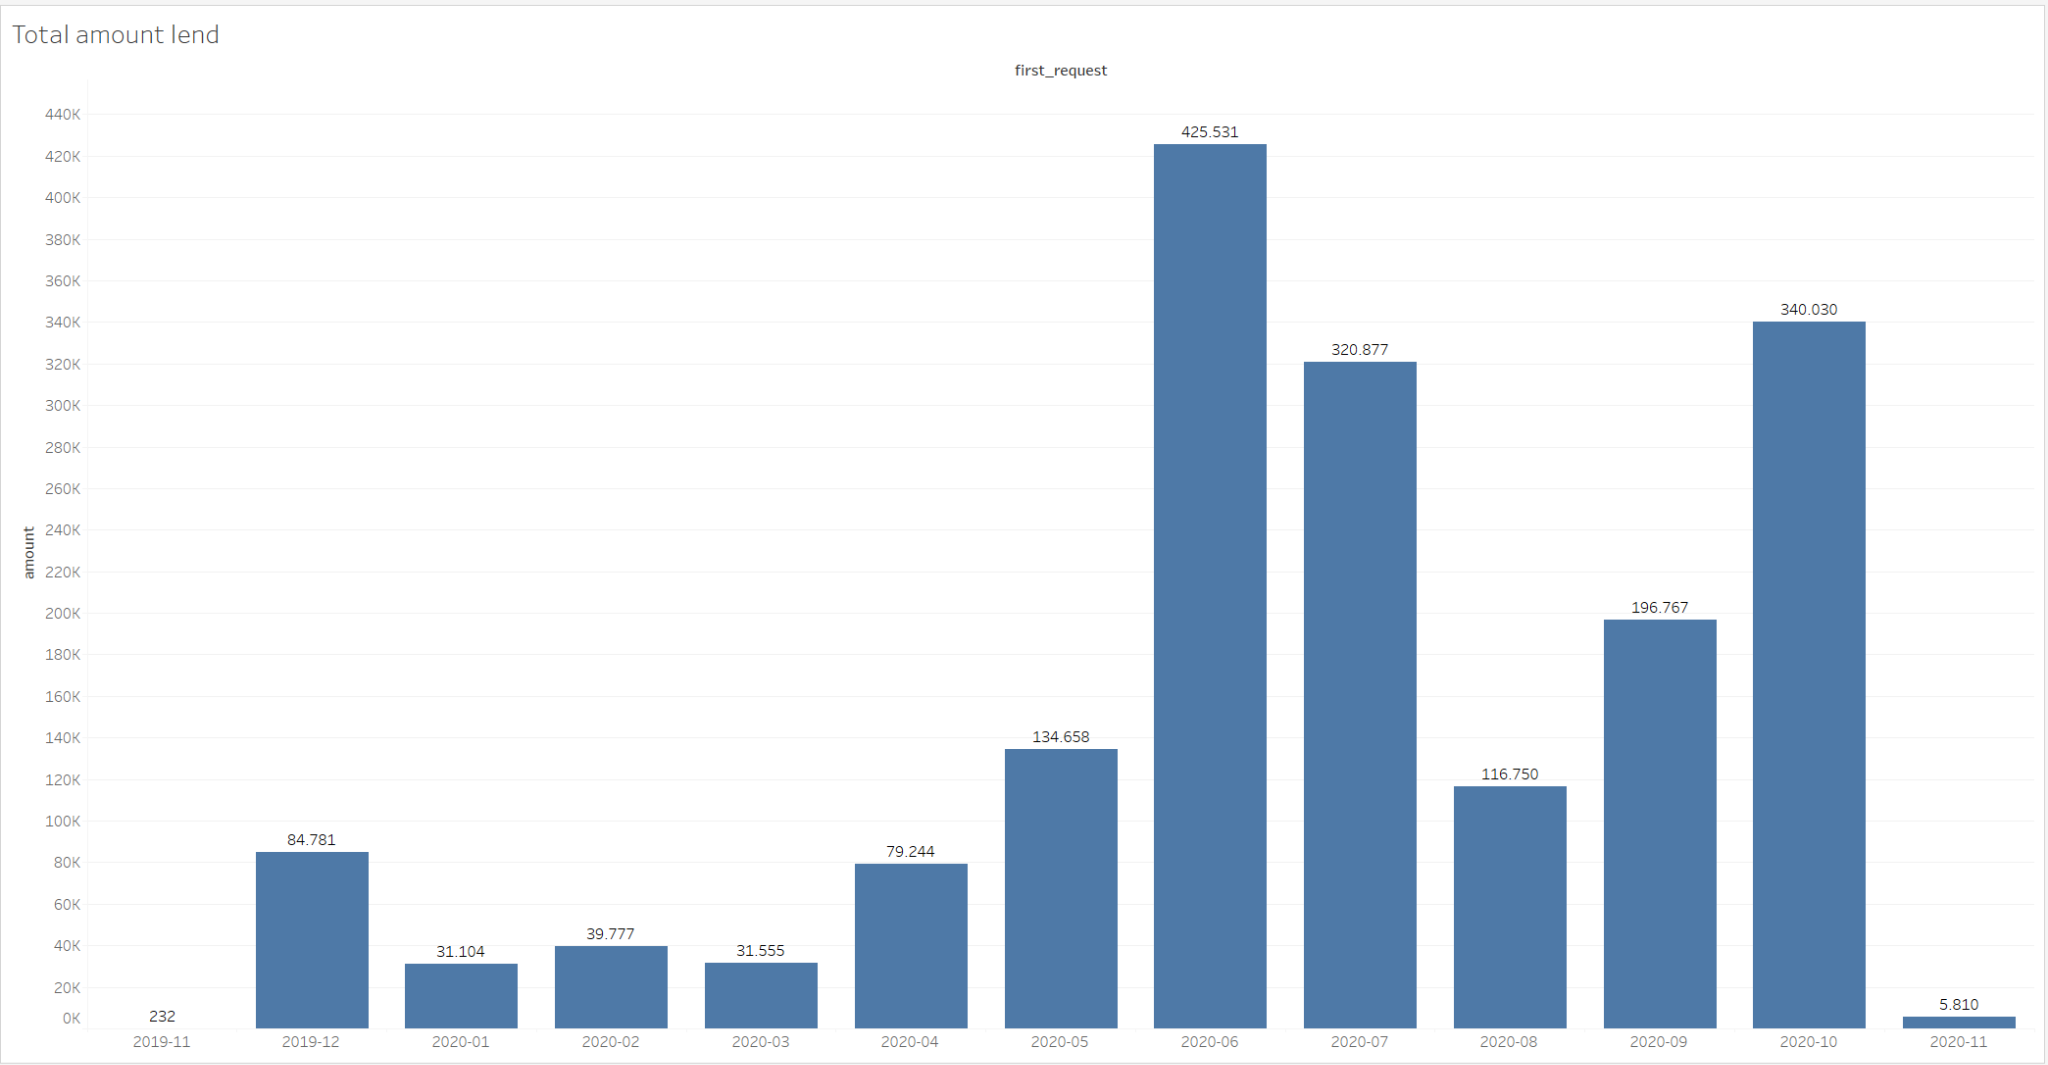 Total amount lend
first_request
440K
420K
400K
380K
360K
340K
320K
300K
280K
260K
240K
220K
200K
180K
160K
140K
120K
100K
80K
60K
40K
20K
0K
amount
232
84.781
31.104
39.777
31.555
79.244
134.658
425.531
320.877
116.750
196.767
340.030
5.810
2019-11
2019-12
2020-01
2020-02
2020-03
2020-04
2020-05
2020-06
2020-07
2020-08
2020-09
2020-10
2020-11